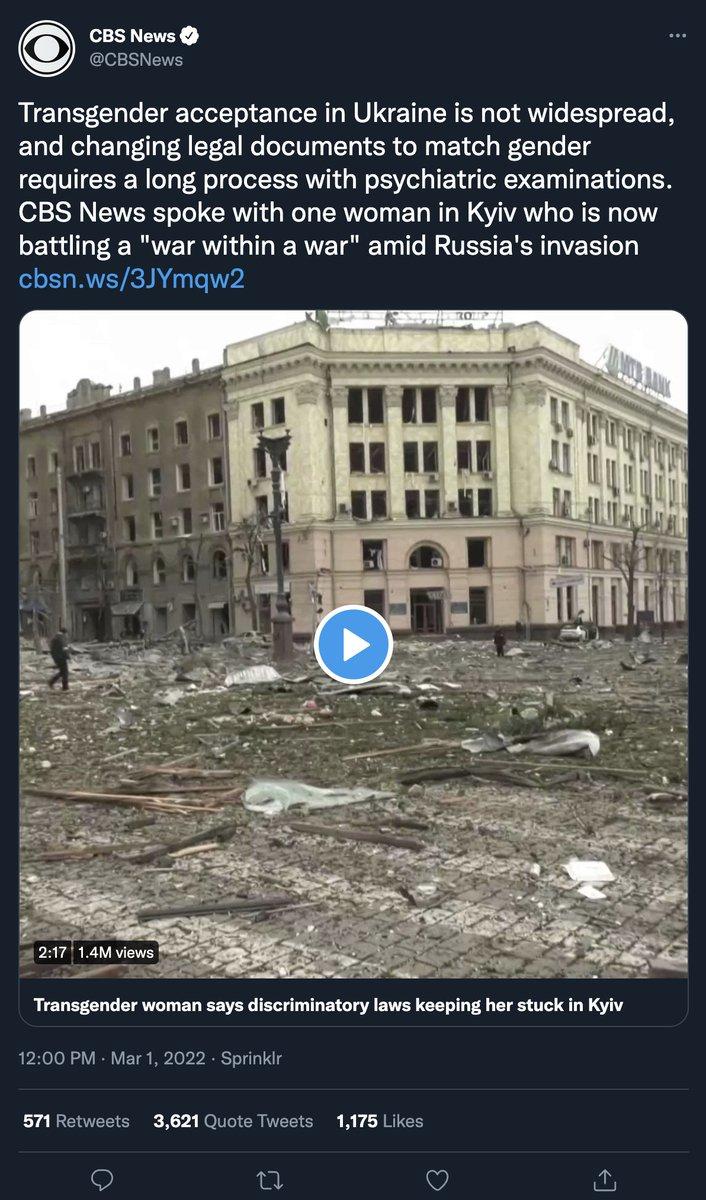 CBS News
@CBSNews
Transgender acceptance in Ukraine is not widespread,
and changing legal documents to match gender
requires a long process with psychiatric examinations.
CBS News spoke with one woman in Kyiv who is now
battling a "war within a war" amid Russia's invasion
cbsn.ws/3JYmqw2
BANK
2:17 1.4M views
Transgender woman says discriminatory laws keeping her stuck in Kyiv
12:00 PM · Mar 1, 2022 · Sprinklr
571 Retweets 3,621 Quote Tweets 1,175 Likes